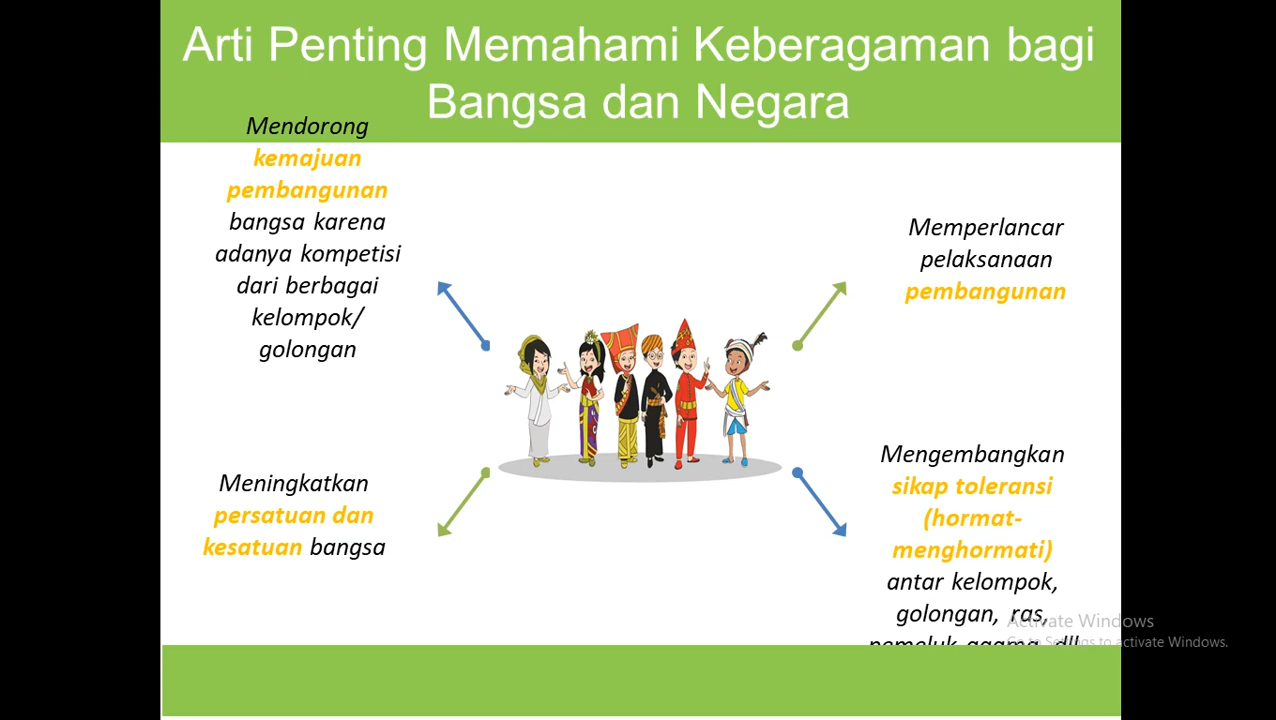 Arti Penting Memahami Keberagaman bagi
Bangsa dan Negara
Mendorong
kemajuan
pembangunan
bangsa karena
adanya kompetisi
dari berbagai
kelompok/
golongan
Memperlancar
pelaksanaan
pembangunan
Meningkatkan
persatuan dan
kesatuan bangsa
Mengembangkan
sikap toleransi
(hormat-
menghormati)
antar kelompok,
golongan, ras,
pemeluk agama, dll
Activate Windows
Go to Settings to activate Windows.